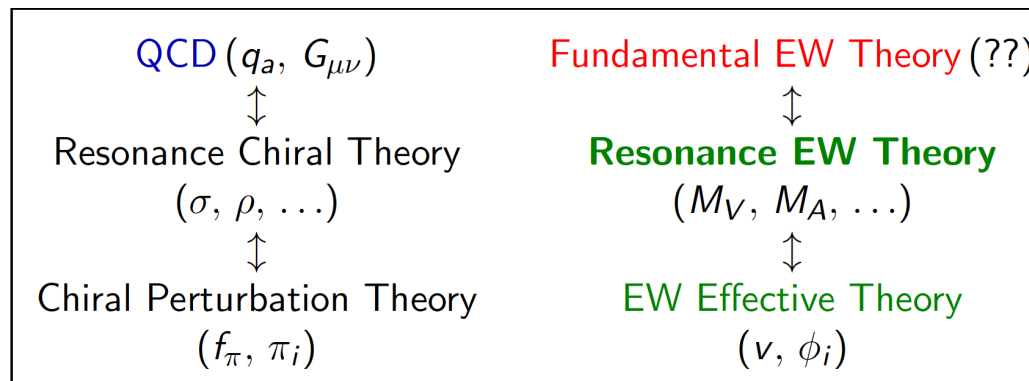 QCD (qₐ, G_μν)
Fundamental EW Theory (??)
↕
↕
Resonance Chiral Theory
Resonance EW Theory
(σ, ρ, …)
(M_V, M_A, …)
↕
↕
Chiral Perturbation Theory
EW Effective Theory
(f_π, π_i)
(v, ϕ_i)